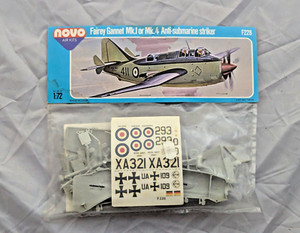 novo
Fairey Gannet Mk.1 or Mk.4 Anti-submarine striker
F226
1:72
293
XA321
XA321
UA 109
UA 109